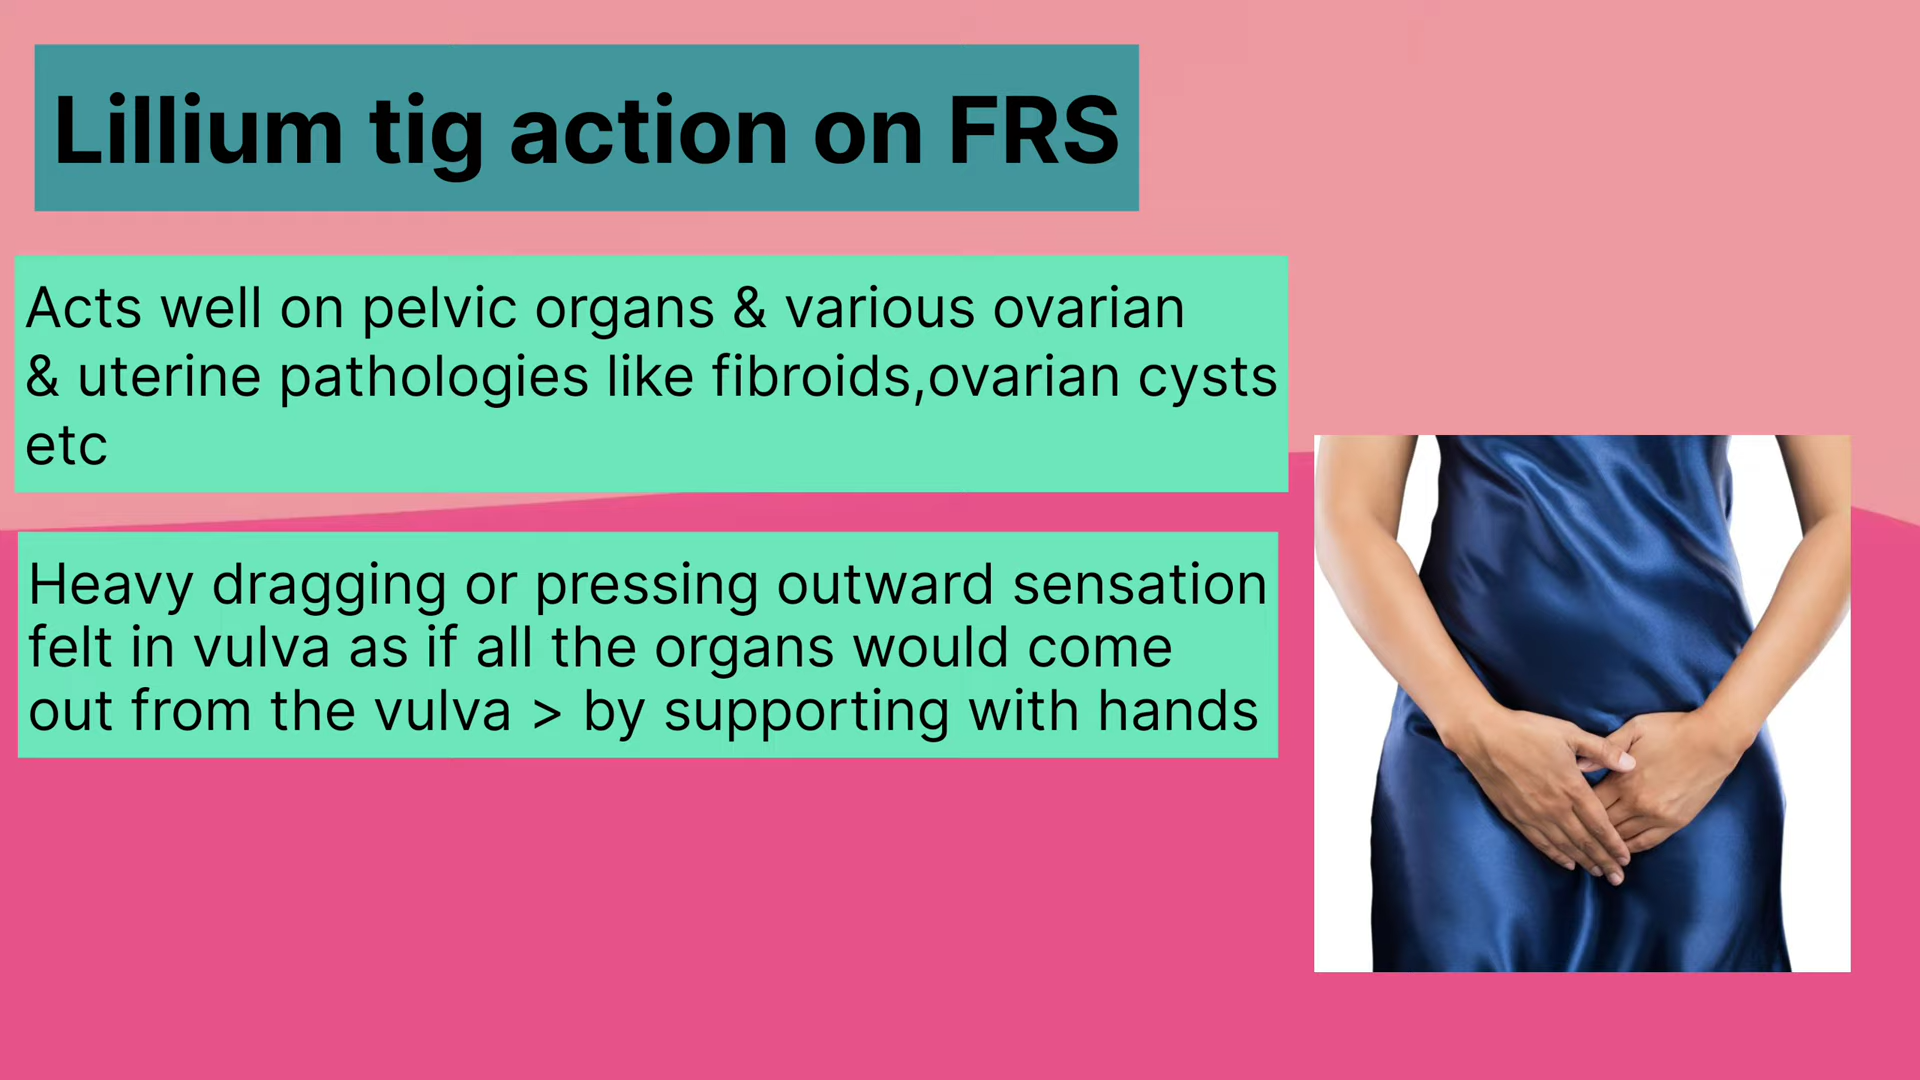 Lillium tig action on FRS
Acts well on pelvic organs & various ovarian
& uterine pathologies like fibroids,ovarian cysts
etc
Heavy dragging or pressing outward sensation
felt in vulva as if all the organs would come
out from the vulva > by supporting with hands